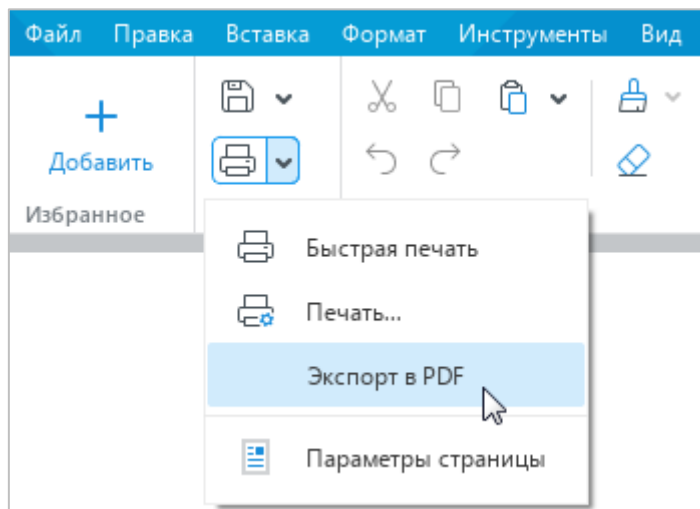 Файл Правка Вставка Формат Инструменты Вид
Добавить
Избранное
Быстрая печать
Печать...
Экспорт в PDF
Параметры страницы